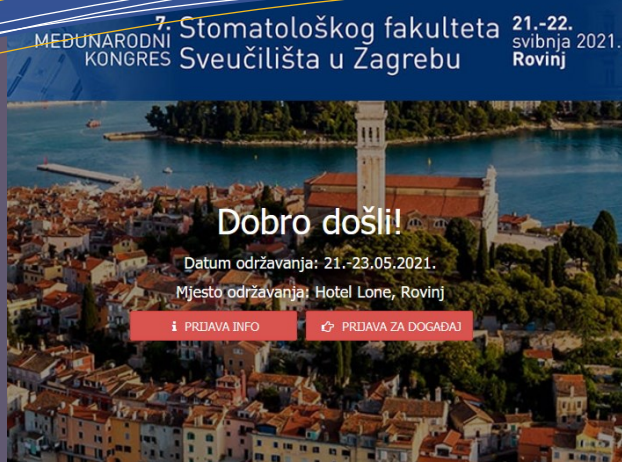 7. Stomatološkog fakulteta 21.-22.
MEĐUNARODNI Sveučilišta u Zagrebu svibnja 2021.
KONGRES Rovinj
Dobro došli!
Datum održavanja: 21.-23.05.2021.
Mjesto održavanja: Hotel Lone, Rovinj
i PRIJAVA INFO
PRIJAVA ZA DOGAĐAJ